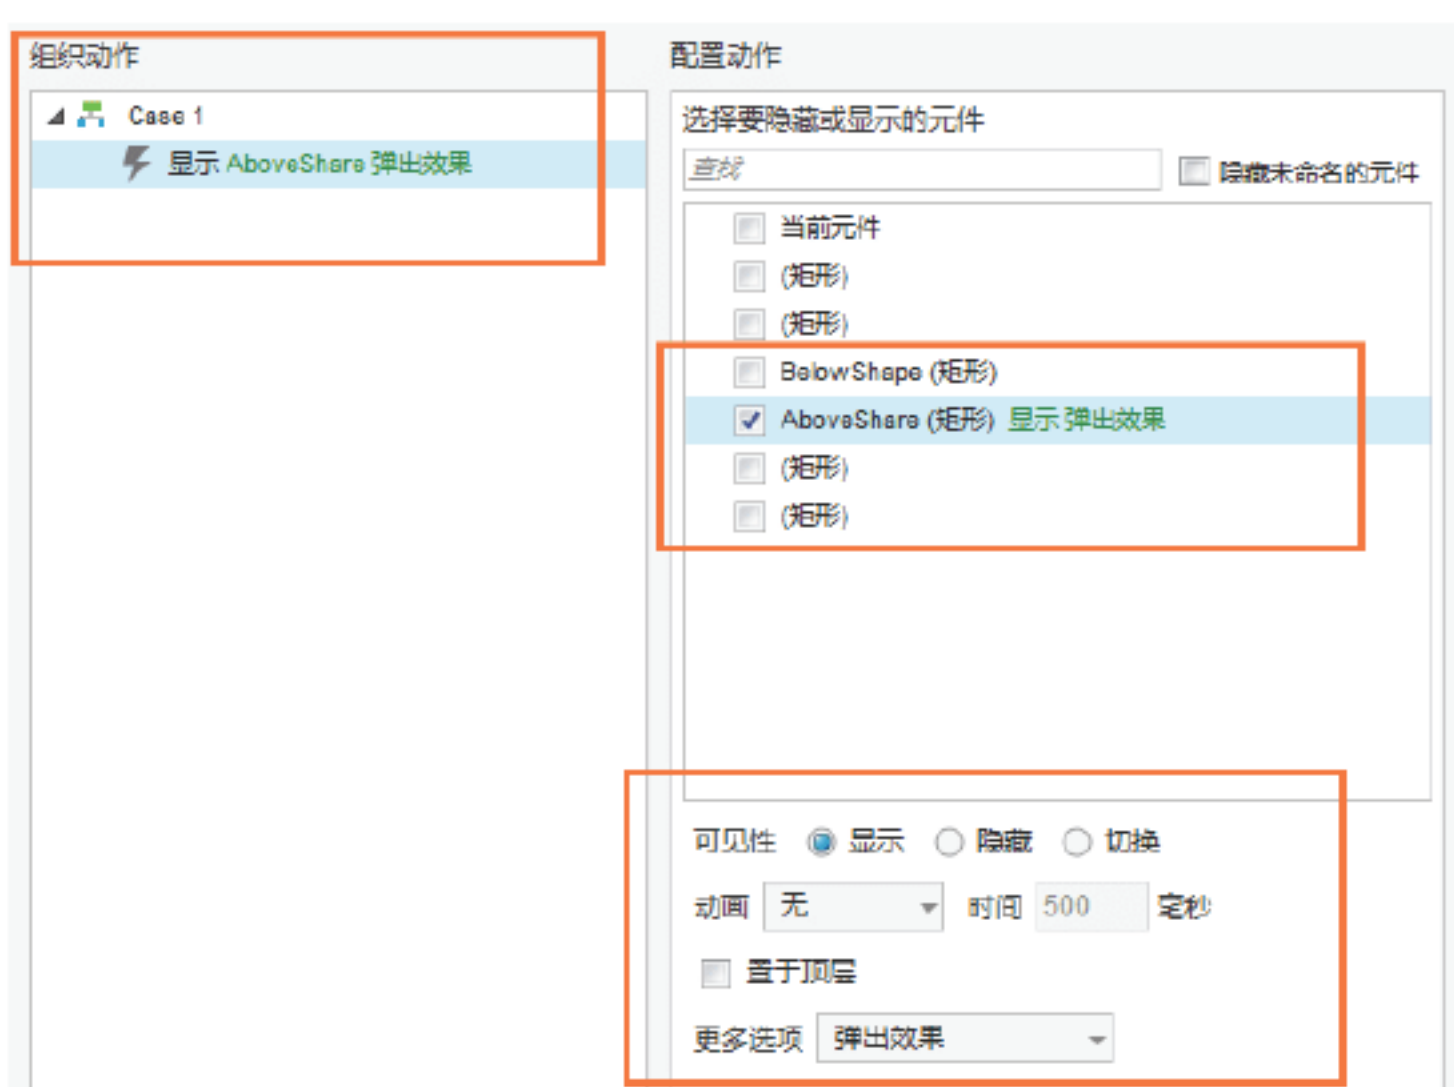 组织动作
Case 1
显示 AboveShare 弹出效果
配置动作
选择要隐藏或显示的元件
查找
隐藏未命名的元件
当前元件
(矩形)
(矩形)
BelowShape (矩形)
AboveShare (矩形) 显示 弹出效果
(矩形)
(矩形)
可见性 显示 隐藏 切换
动画 无 时间 500 毫秒
置于顶层
更多选项 弹出效果